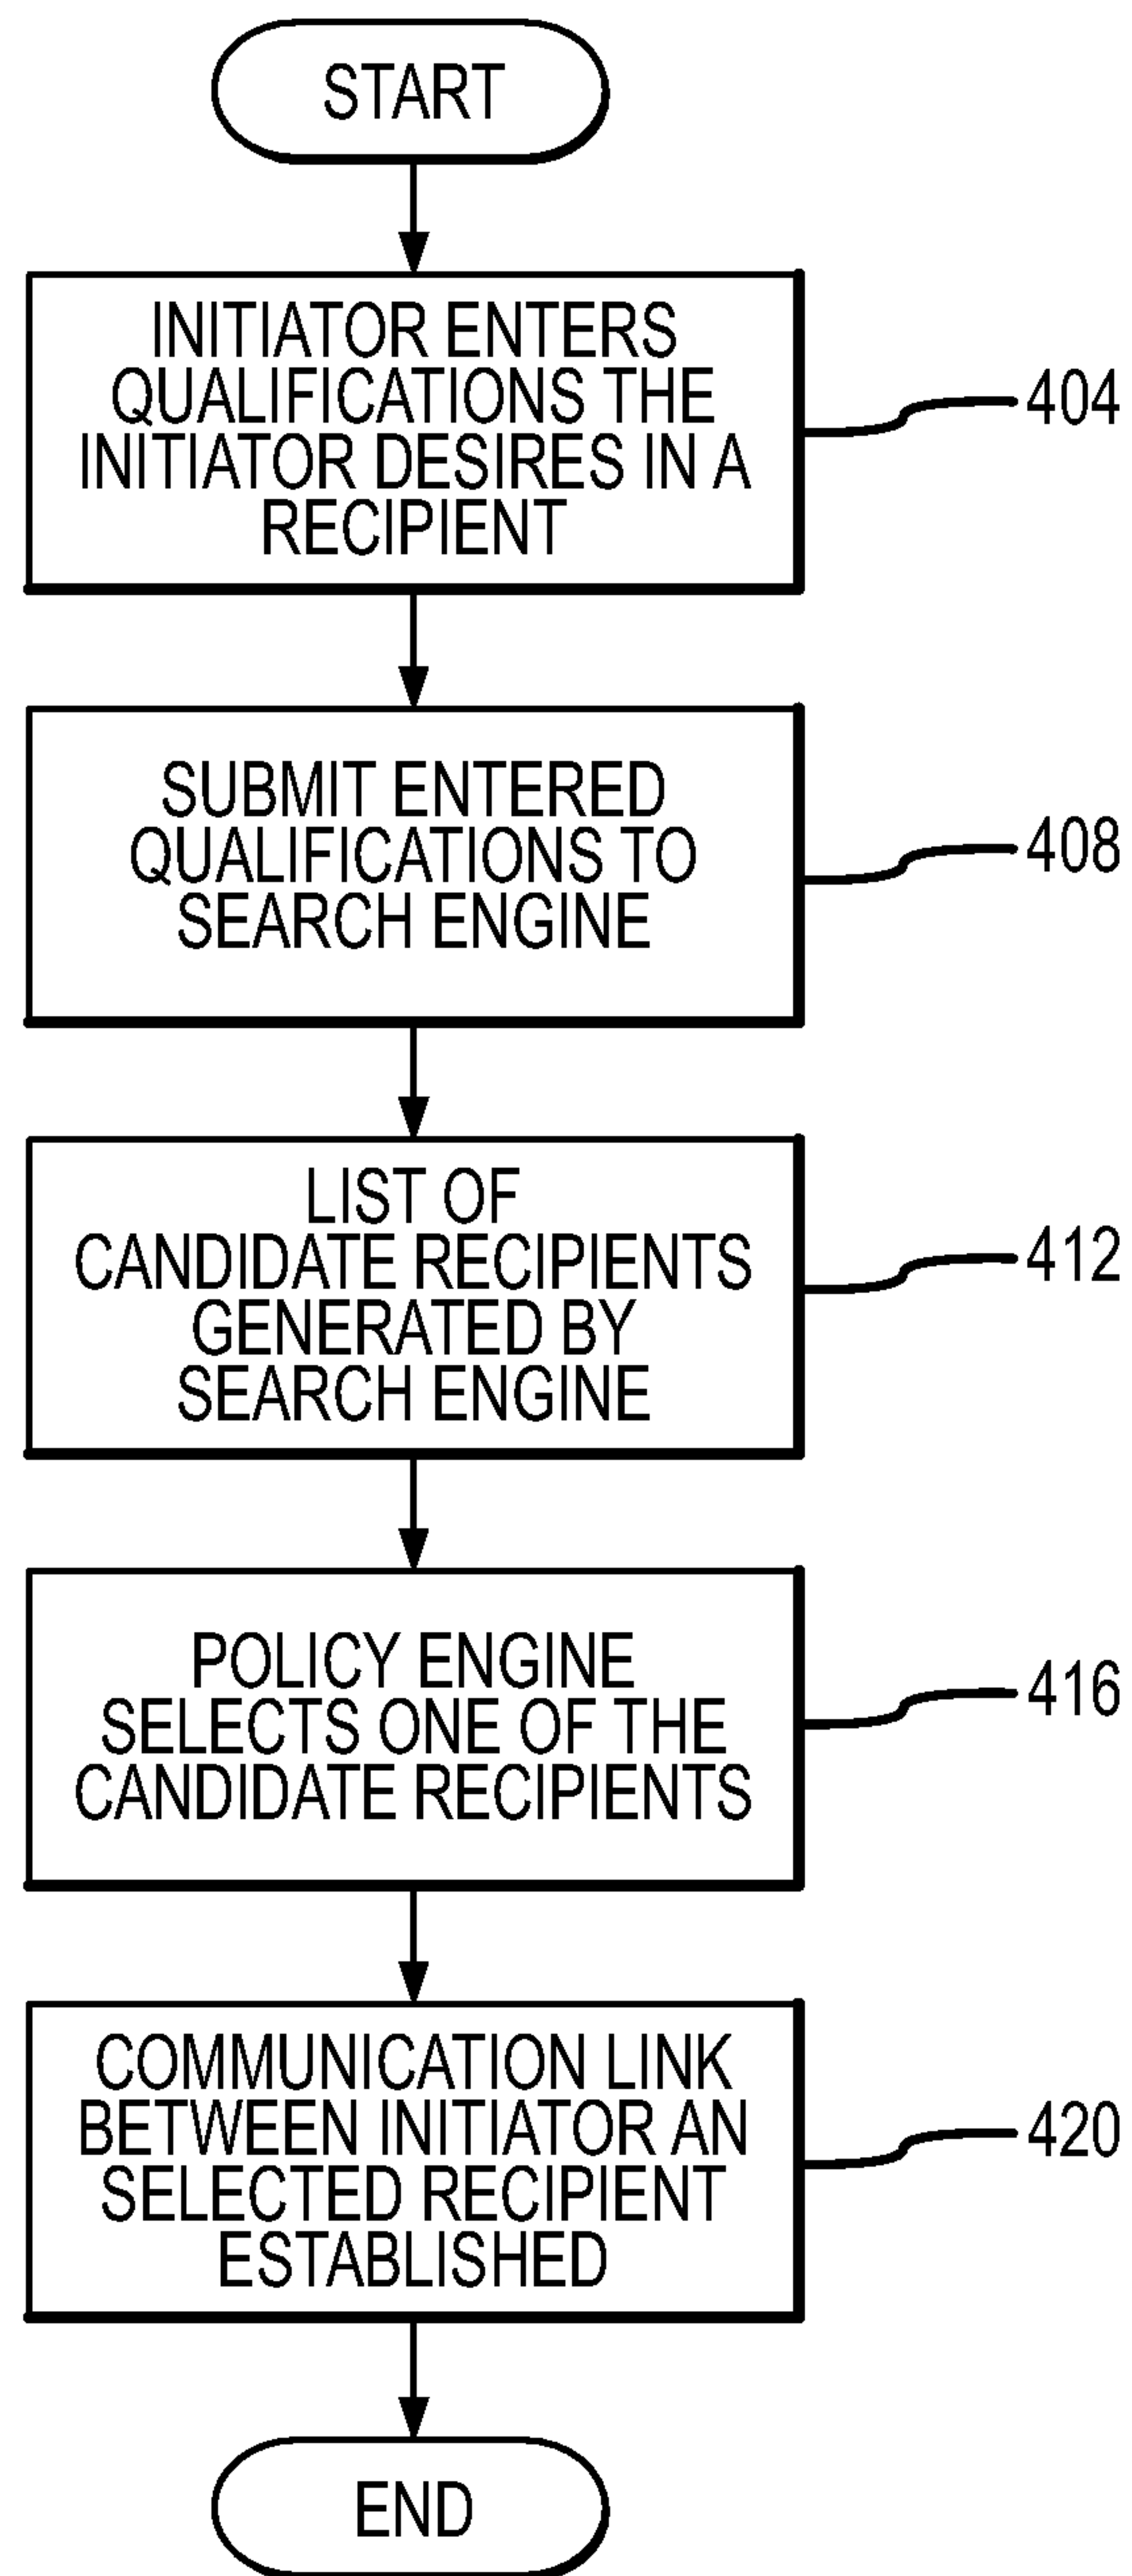 START
INITIATOR ENTERS
QUALIFICATIONS THE
INITIATOR DESIRES IN A
RECIPIENT
404
SUBMIT ENTERED
QUALIFICATIONS TO
SEARCH ENGINE
408
LIST OF
CANDIDATE RECIPIENTS
GENERATED BY
SEARCH ENGINE
412
POLICY ENGINE
SELECTS ONE OF THE
CANDIDATE RECIPIENTS
416
COMMUNICATION LINK
BETWEEN INITIATOR AN
SELECTED RECIPIENT
ESTABLISHED
420
END